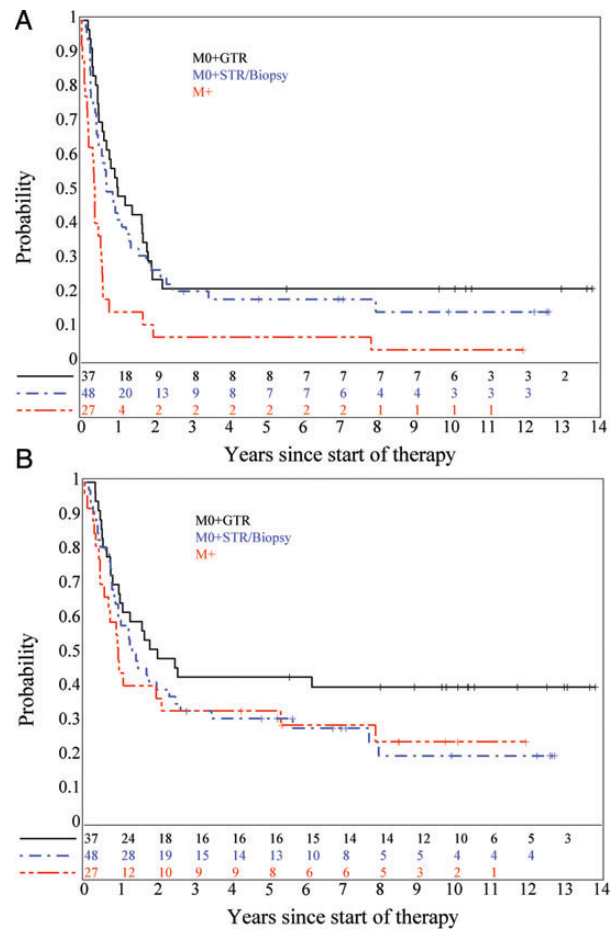 A
1
0.9
0.8
0.7
0.6
0.5
0.4
0.3
0.2
0.1
0
Probability
M0+GTR
M0+STR/Biopsy
M+
37 18 9 8 8 8 7 7 7 7 6 3 3 2
48 20 13 9 8 7 7 6 4 4 3 3 3
27 4 2 2 2 2 2 2 1 1 1 1
0 1 2 3 4 5 6 7 8 9 10 11 12 13 14
Years since start of therapy
B
1
0.9
0.8
0.7
0.6
0.5
0.4
0.3
0.2
0.1
0
Probability
M0+GTR
M0+STR/Biopsy
M+
37 24 18 16 16 16 15 14 14 12 10 6 5 3
48 28 19 15 14 13 10 8 5 5 4 4 4
27 12 10 9 9 8 6 6 5 3 2 1
0 1 2 3 4 5 6 7 8 9 10 11 12 13 14
Years since start of therapy